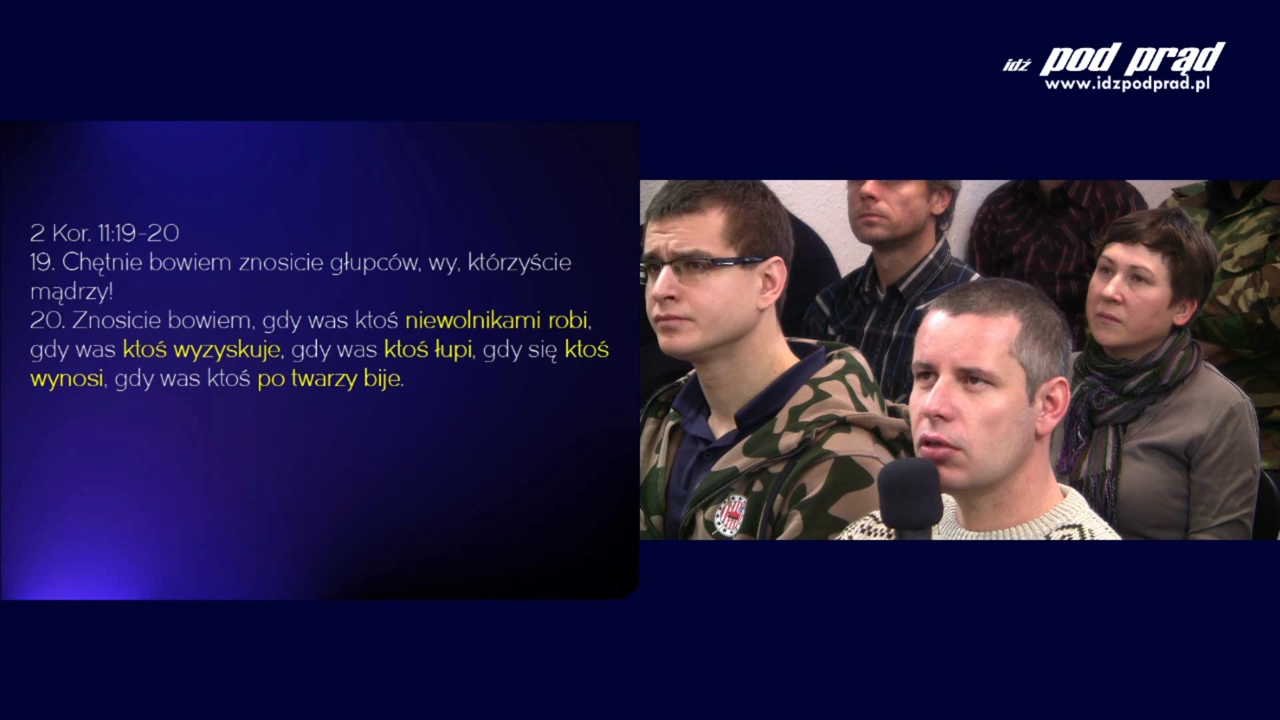 idź pod prąd
www.idzpodprad.pl
2 Kor. 11:19-20
19. Chętnie bowiem znosicie głupców, wy, którzyście
mądrzy!
20. Znosicie bowiem, gdy was ktoś niewolnikami robi,
gdy was ktoś wyzyskuje, gdy was ktoś łupi, gdy się ktoś
wynosi, gdy was ktoś po twarzy bije.